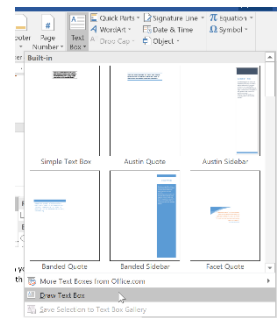 Quick Parts Signature Line Equation
WordArt Date & Time Symbol
Drop Cap Object
Page Number
Text Box
Built-in
Simple Text Box Austin Quote Austin Sidebar
Banded Quote Banded Sidebar Facet Quote
More Text Boxes from Office.com
Draw Text Box
Save Selection to Text Box Gallery